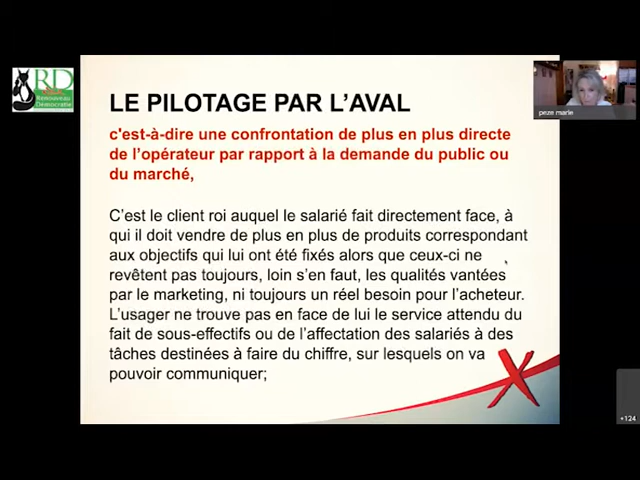 RD
Renouveau
Démocratie
LE PILOTAGE PAR L’AVAL
c'est-à-dire une confrontation de plus en plus directe
de l’opérateur par rapport à la demande du public ou
du marché,
C’est le client roi auquel le salarié fait directement face, à
qui il doit vendre de plus en plus de produits correspondant
aux objectifs qui lui ont été fixés alors que ceux-ci ne
revêtent pas toujours, loin s’en faut, les qualités vantées
par le marketing, ni toujours un réel besoin pour l’acheteur.
L’usager ne trouve pas en face de lui le service attendu du
fait de sous-effectifs ou de l’affectation des salariés à des
tâches destinées à faire du chiffre, sur lesquels on va
pouvoir communiquer;
peze marie
+124